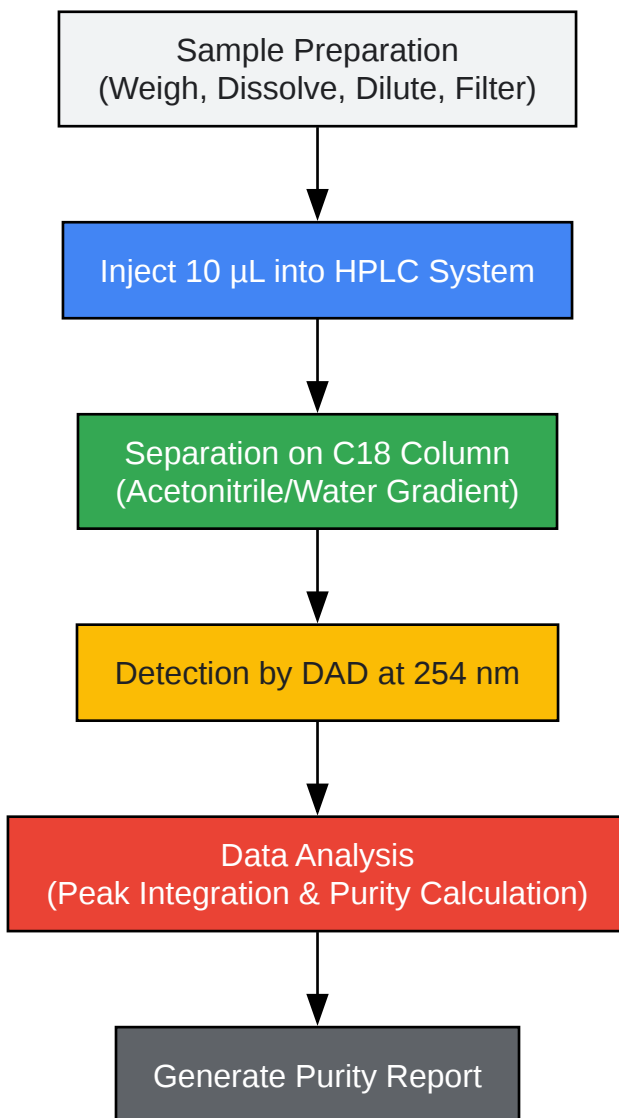 Sample Preparation
(Weigh, Dissolve, Dilute, Filter)
Inject 10 µL into HPLC System
Separation on C18 Column
(Acetonitrile/Water Gradient)
Detection by DAD at 254 nm
Data Analysis
(Peak Integration & Purity Calculation)
Generate Purity Report